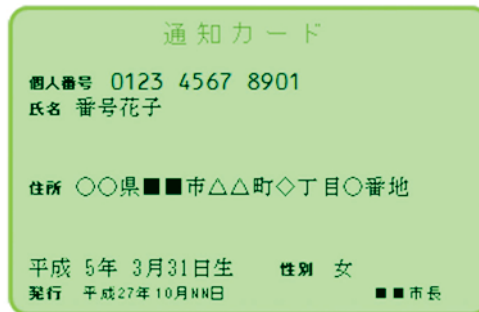 通知カード
個人番号 0123 4567 8901
氏名 番号花子
住所 ○○県■■市△△町◇丁目○番地
平成 5年 3月31日生 性別 女
発行 平成27年10月NN日 ■■市長